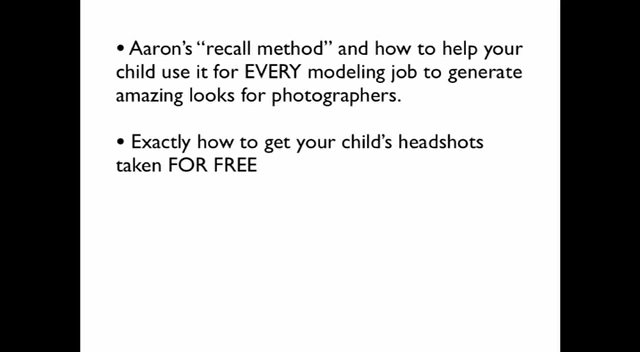 • Aaron's “recall method” and how to help your
child use it for EVERY modeling job to generate
amazing looks for photographers.
• Exactly how to get your child's headshots
taken FOR FREE